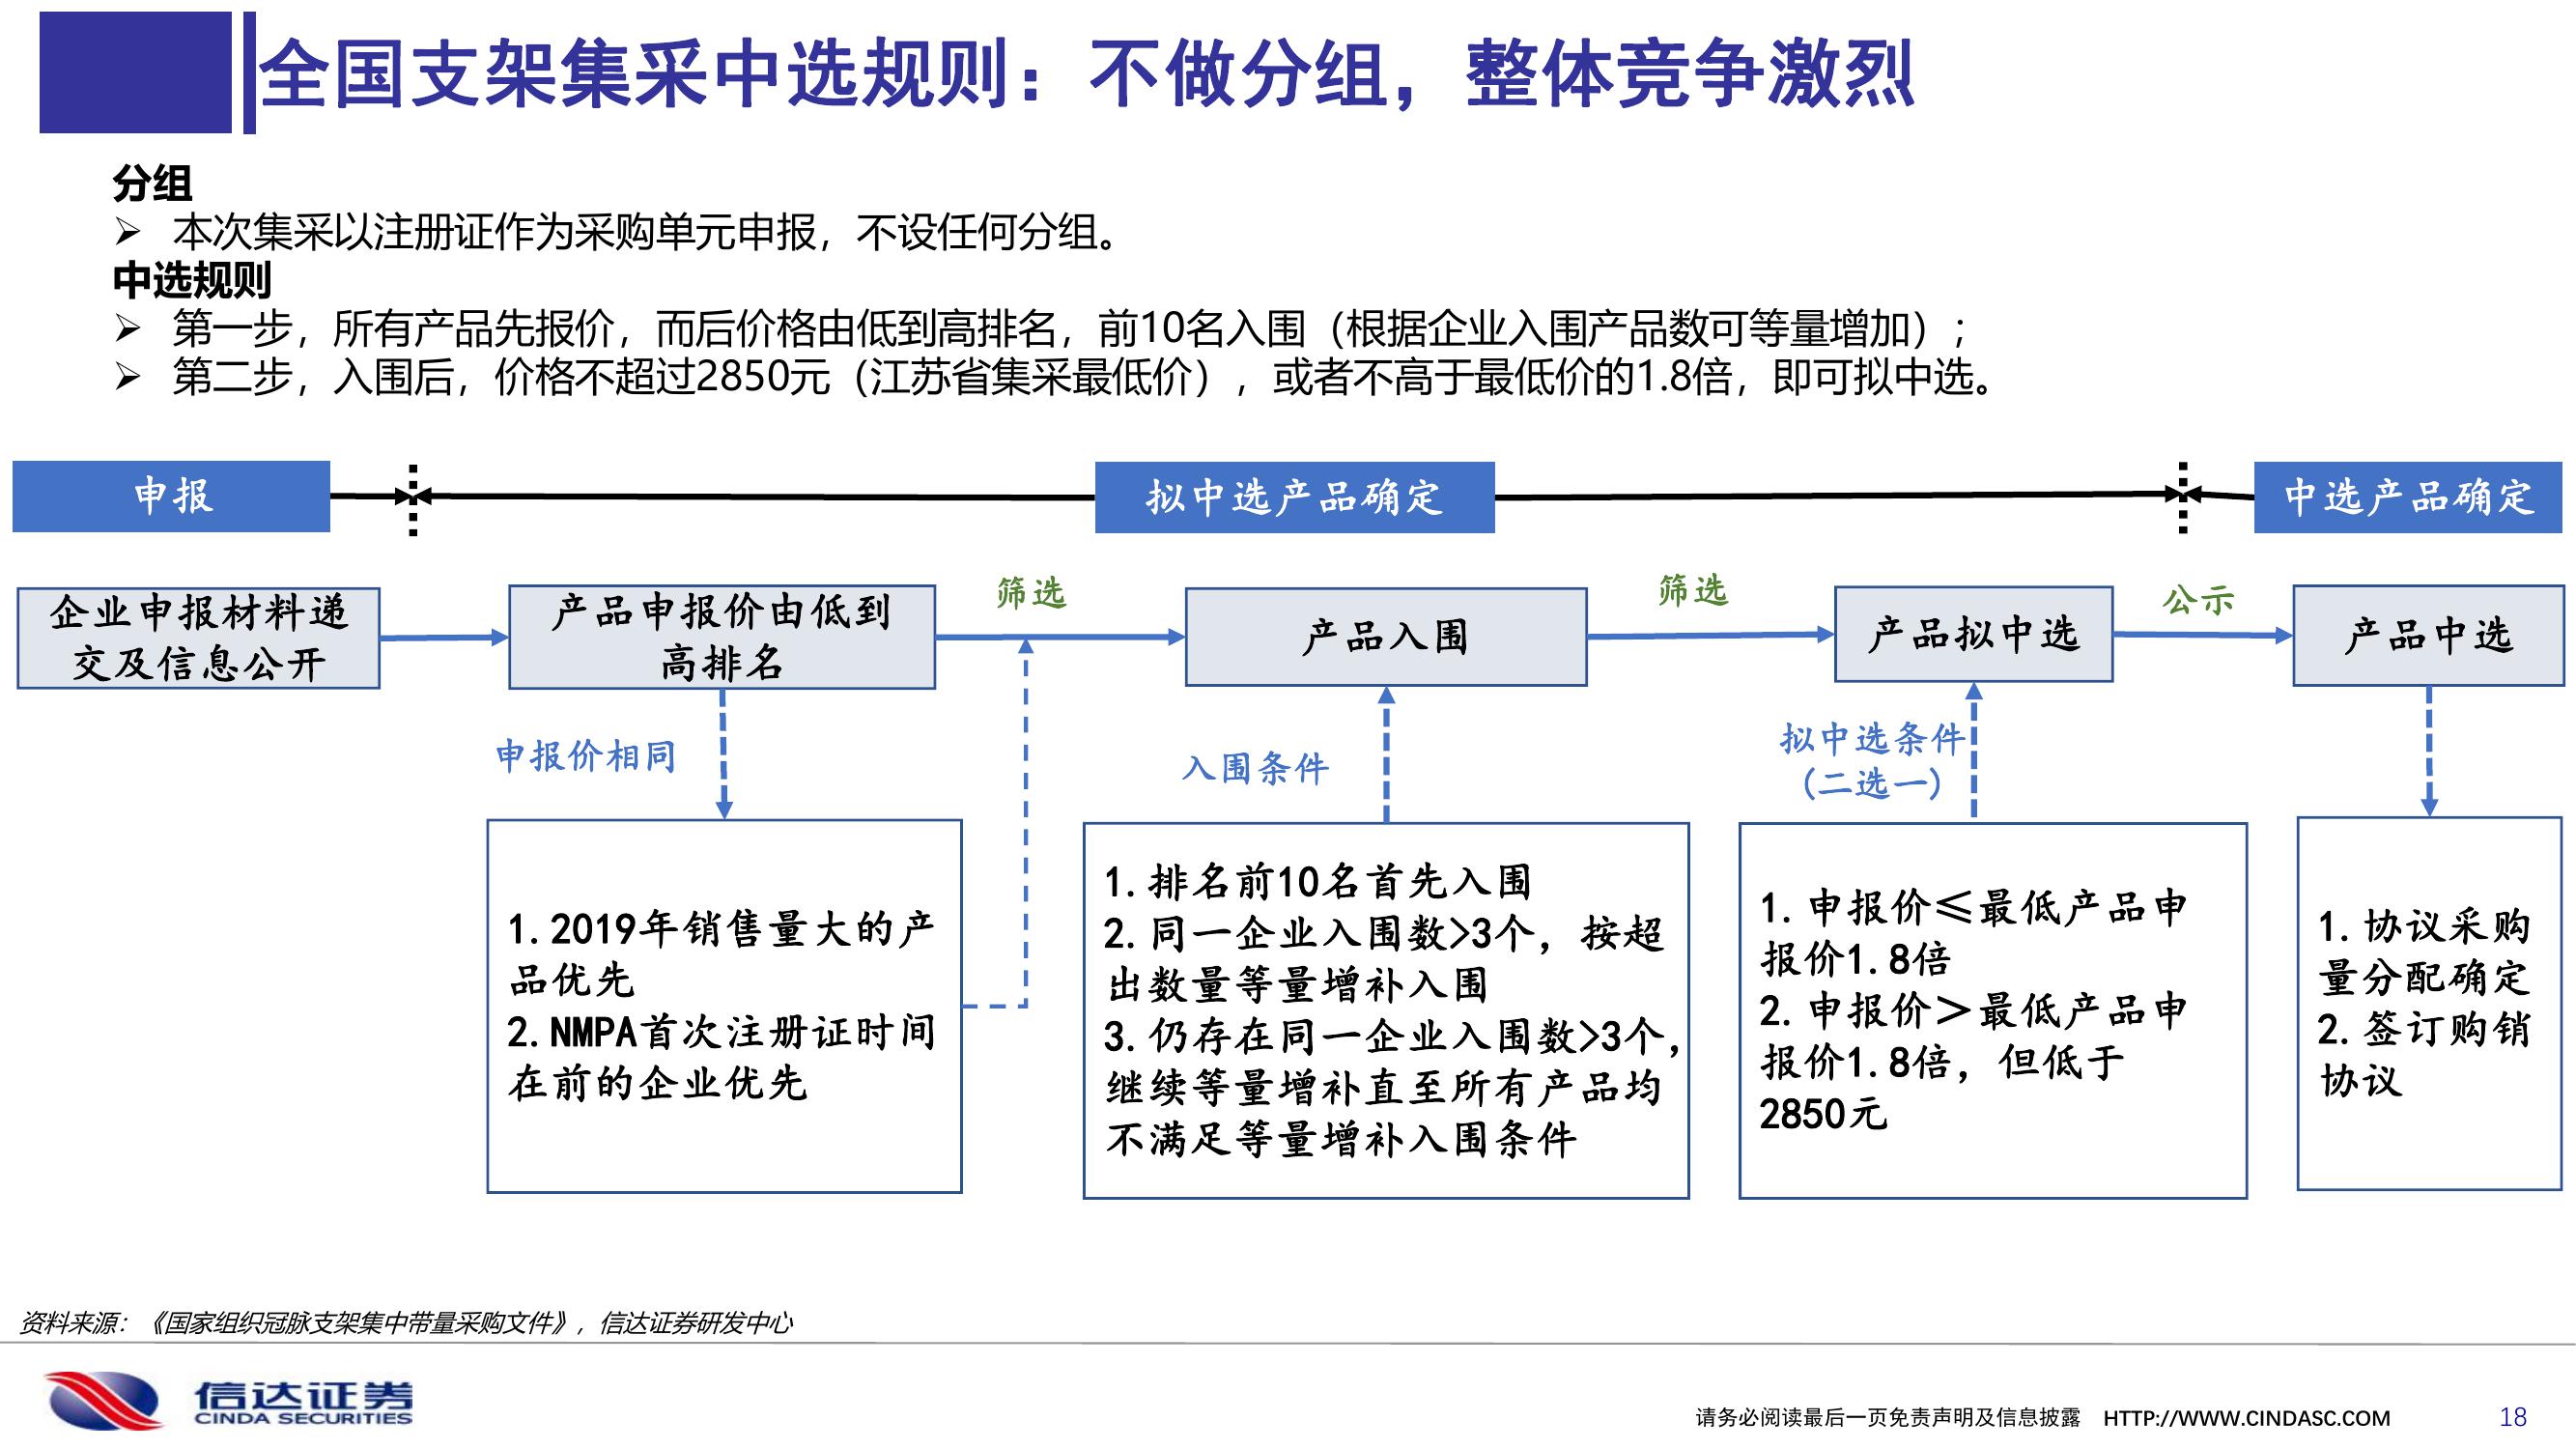 全国支架集采中选规则：不做分组，整体竞争激烈
分组
➢ 本次集采以注册证作为采购单元申报，不设任何分组。
中选规则
➢ 第一步，所有产品先报价，而后价格由低到高排名，前10名入围（根据企业入围产品数可等量增加）；
➢ 第二步，入围后，价格不超过2850元（江苏省集采最低价），或者不高于最低价的1.8倍，即可拟中选。
申报
拟中选产品确定
中选产品确定
企业申报材料递
交及信息公开
产品申报价由低到
高排名
筛选
产品入围
筛选
产品拟中选
公示
产品中选
申报价相同
入围条件
拟中选条件
（二选一）
1.2019年销售量大的产
品优先
2.NMPA首次注册证时间
在前的企业优先
1.排名前10名首先入围
2.同一企业入围数>3个，按超
出数量等量增补入围
3.仍存在同一企业入围数>3个，
继续等量增补直至所有产品均
不满足等量增补入围条件
1.申报价≤最低产品申
报价1.8倍
2.申报价＞最低产品申
报价1.8倍，但低于
2850元
1.协议采购
量分配确定
2.签订购销
协议
资料来源：《国家组织冠脉支架集中带量采购文件》，信达证券研发中心
信达证券
CINDA SECURITIES
请务必阅读最后一页免责声明及信息披露 HTTP://WWW.CINDASC.COM 18